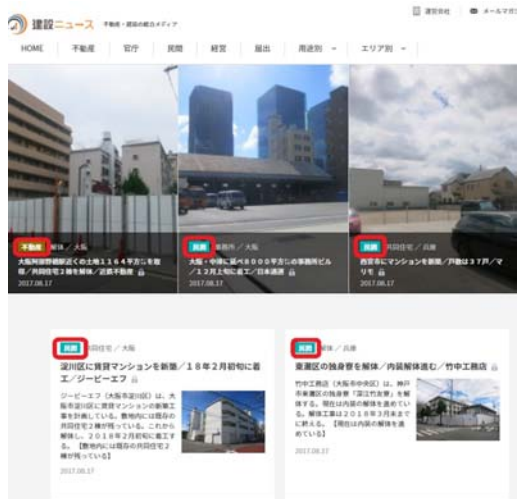 運営会社 メールマガジ
建設ニュース 不動産・建設の総合メディア
HOME 不動産 官庁 民間 経営 届出 用途別 エリア別
不動産 解体／大阪
大阪阿部野橋駅近くの土地１１６４平方㍍を取
得／共同住宅２棟を解体／近鉄不動産
2017.08.17
民間 事務所／大阪
大阪・中津に延べ８０００平方㍍の事務所ビル
／１２月上旬に着工／日本通運
2017.08.17
民間 共同住宅／兵庫
西宮市にマンションを新築／戸数は３７戸／マ
リモ
2017.08.17
民間 共同住宅／大阪
淀川区に賃貸マンションを新築／１８年２月初旬に着
工／ジーピーエフ
ジーピーエフ（大阪市淀川区）は、大
阪市淀川区に賃貸マンションの新築工
事を計画している。敷地内には既存の
共同住宅２棟が残っている。これから
解体し、２０１８年２月初旬に着工す
る。【敷地内には既存の共同住宅２
棟が残っている】
2017.08.17
民間 解体／兵庫
東灘区の独身寮を解体／内装解体進む／竹中工務店
竹中工務店（大阪市中央区）は、神戸
市東灘区の独身寮「深江竹友寮」を解
体する。現在は内装の解体を進めてい
る。解体工事は２０１８年３月末まで
に終える。【現在は内装の解体を進
めている】
2017.08.17